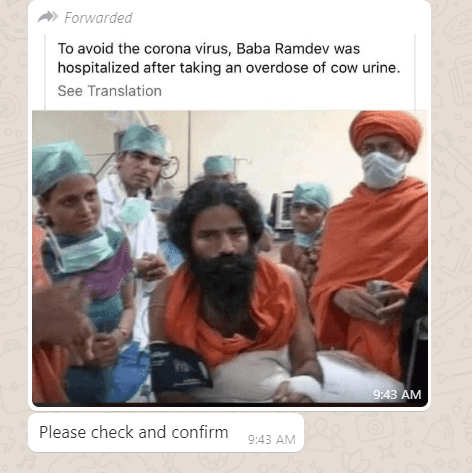 Forwarded
To avoid the corona virus, Baba Ramdev was
hospitalized after taking an overdose of cow urine.
See Translation
9:43 AM
Please check and confirm
9:43 AM